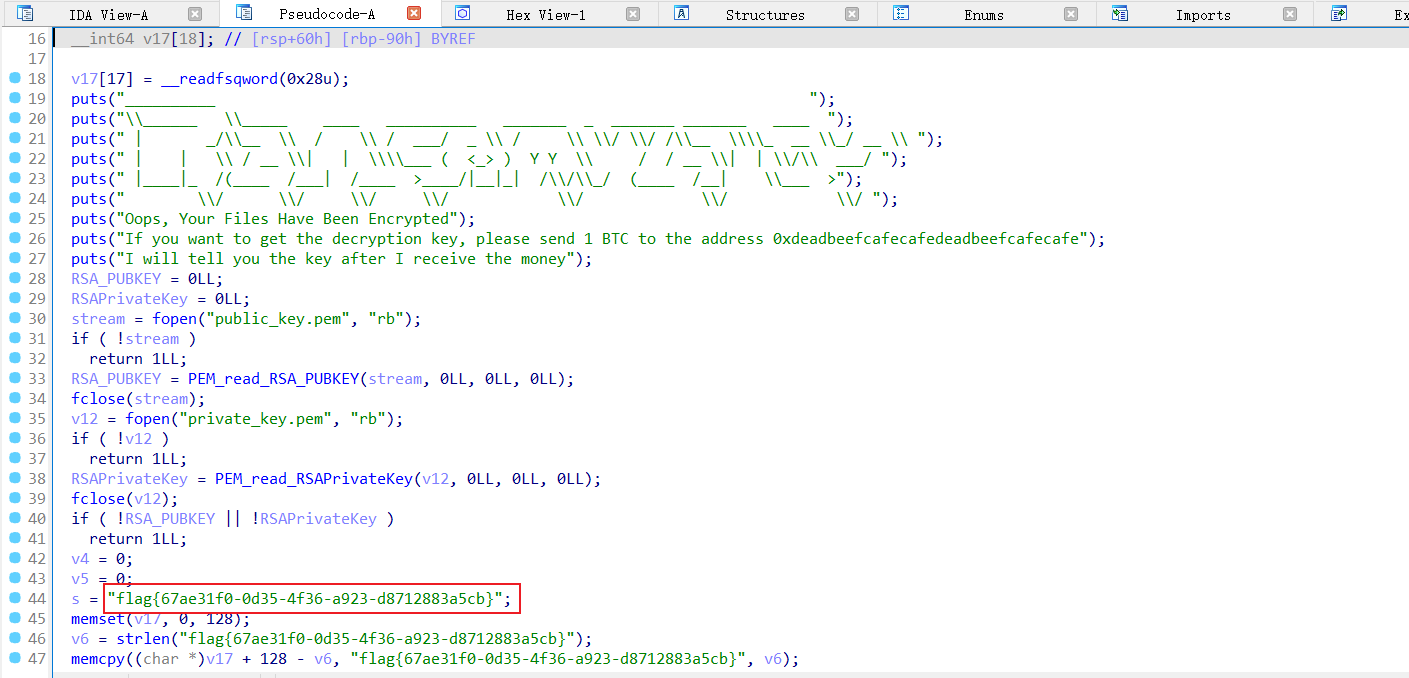 IDA View-A Pseudocode-A Hex View-1 Structures Enums Imports Ex
16 __int64 v17[18]; // [rsp+60h] [rbp-90h] BYREF
17
18 v17[17] = __readfsqword(0x28u);
19 puts("__________                                                                  ");
20 puts("\\______   \\_____    ____   __________   _______  _  _______ _______   ____  ");
21 puts(" |       _/\\__  \\  /    \\ /  ___/  _ \\ /     \\ \\/ \\/ /\\__  \\\\_  __ \\_/ __ \\ ");
22 puts(" |    |   \\ / __ \\|   |  \\\\___ (  <_> )  Y Y  \\     /  / __ \\|  | \\/\\  ___/ ");
23 puts(" |____|_  /(____  /___|  /____  >____/|__|_|  /\\/\\_/  (____  /__|    \\___  >");
24 puts("        \\/      \\/     \\/     \\/            \\/             \\/            \\/ ");
25 puts("Oops, Your Files Have Been Encrypted");
26 puts("If you want to get the decryption key, please send 1 BTC to the address 0xdeadbeefcafecafedeadbeefcafecafe");
27 puts("I will tell you the key after I receive the money");
28 RSA_PUBKEY = 0LL;
29 RSAPrivateKey = 0LL;
30 stream = fopen("public_key.pem", "rb");
31 if ( !stream )
32 return 1LL;
33 RSA_PUBKEY = PEM_read_RSA_PUBKEY(stream, 0LL, 0LL, 0LL);
34 fclose(stream);
35 v12 = fopen("private_key.pem", "rb");
36 if ( !v12 )
37 return 1LL;
38 RSAPrivateKey = PEM_read_RSAPrivateKey(v12, 0LL, 0LL, 0LL);
39 fclose(v12);
40 if ( !RSA_PUBKEY || !RSAPrivateKey )
41 return 1LL;
42 v4 = 0;
43 v5 = 0;
44 s = "flag{67ae31f0-0d35-4f36-a923-d8712883a5cb}";
45 memset(v17, 0, 128);
46 v6 = strlen("flag{67ae31f0-0d35-4f36-a923-d8712883a5cb}");
47 memcpy((char *)v17 + 128 - v6, "flag{67ae31f0-0d35-4f36-a923-d8712883a5cb}", v6);